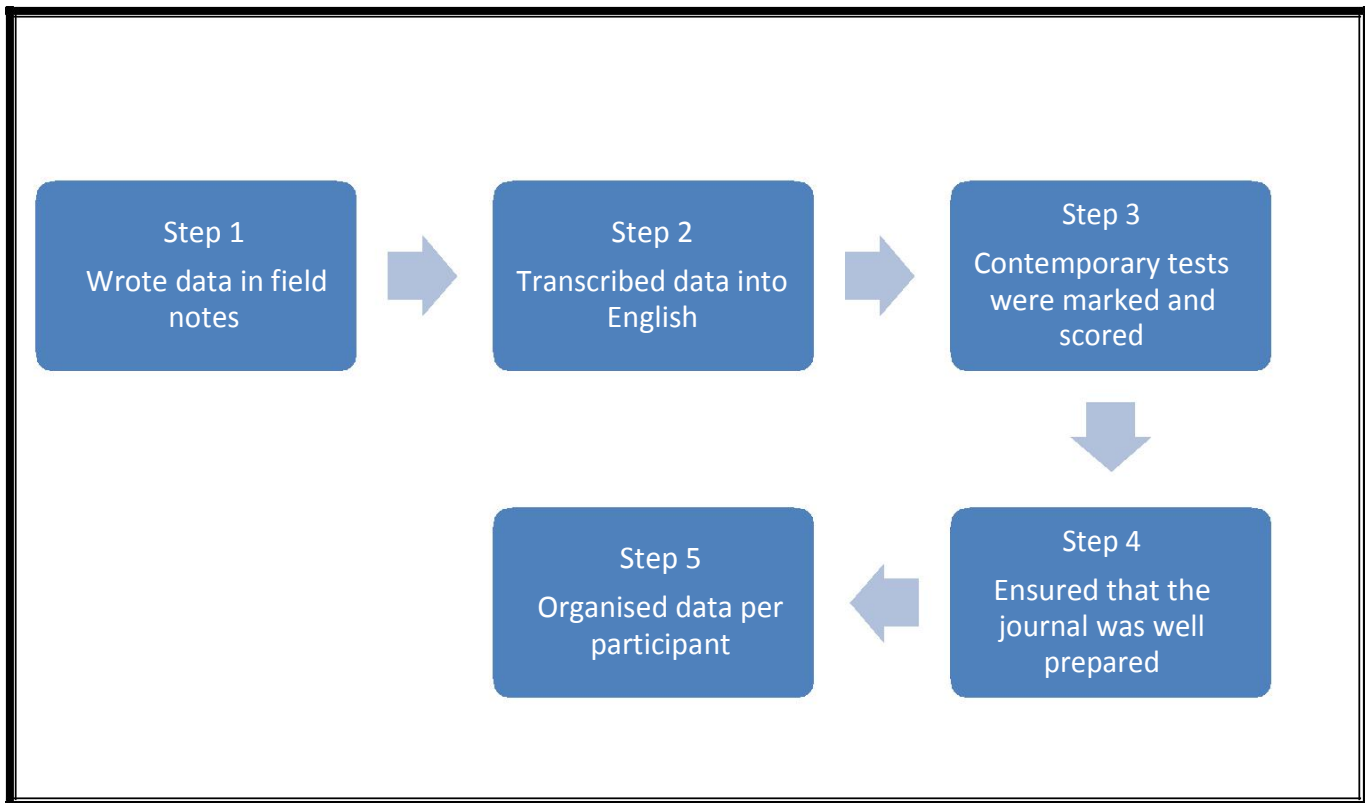 Step 1
Wrote data in field
notes
Step 2
Transcribed data into
English
Step 3
Contemporary tests
were marked and
scored
Step 4
Ensured that the
journal was well
prepared
Step 5
Organised data per
participant